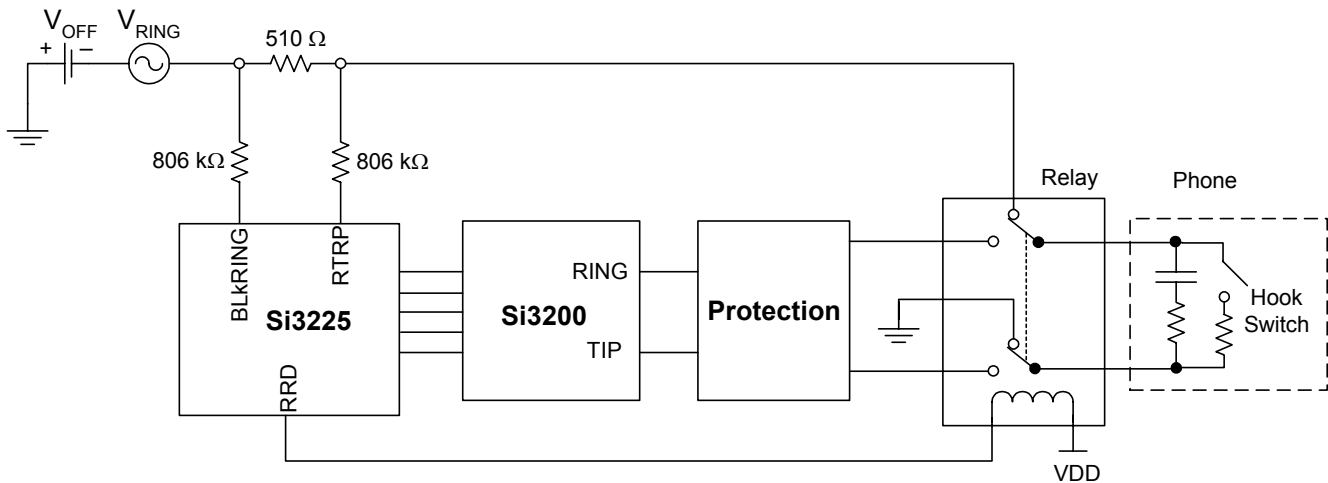 V_OFF
V_RING
+
−
510 Ω
806 kΩ
806 kΩ
Relay
Phone
BLkRING
RTRP
RING
Si3225
Si3200
Protection
TIP
Hook
Switch
RRD
VDD